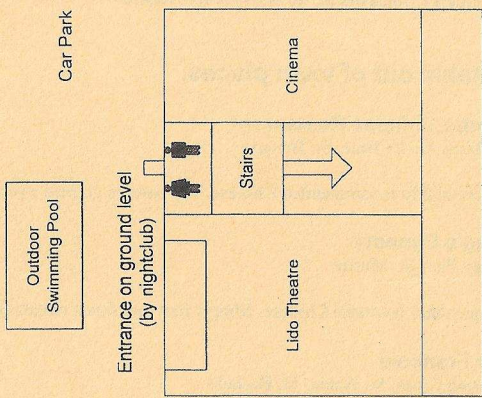 Car Park
Outdoor
Swimming Pool
Entrance on ground level
(by nightclub)
Cinema
Stairs
Lido Theatre